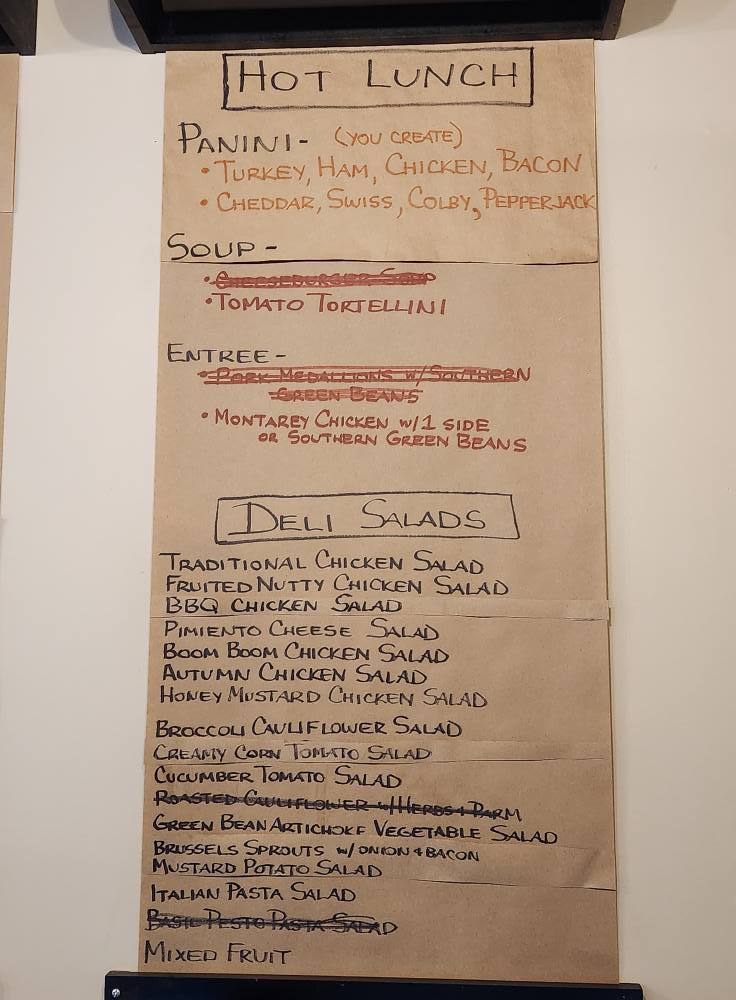 HOT LUNCH
PANINI- (YOU CREATE)
• TURKEY, HAM, CHICKEN, BACON
• CHEDDAR, SWISS, COLBY, PEPPERJACK
SOUP -
• CHEESEBURGER SOUP
• TOMATO TORTELLINI
ENTREE -
• PORK MEDALLIONS W/SOUTHERN
GREEN BEANS
• MONTAREY CHICKEN W/1 SIDE
OR SOUTHERN GREEN BEANS
DELI SALADS
TRADITIONAL CHICKEN SALAD
FRUITED NUTTY CHICKEN SALAD
BBQ CHICKEN SALAD
PIMIENTO CHEESE SALAD
BOOM BOOM CHICKEN SALAD
AUTUMN CHICKEN SALAD
HONEY MUSTARD CHICKEN SALAD
BROCCOLI CAULIFLOWER SALAD
CREAMY CORN TOMATO SALAD
CUCUMBER TOMATO SALAD
ROASTED CAULIFLOWER W/HERBS + PARM
GREEN BEAN ARTICHOKE VEGETABLE SALAD
BRUSSELS SPROUTS W/ ONION + BACON
MUSTARD POTATO SALAD
ITALIAN PASTA SALAD
BASIL PESTO PASTA SALAD
MIXED FRUIT